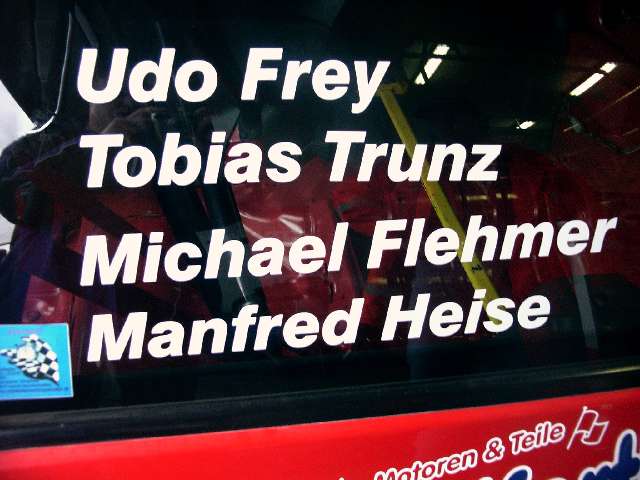 Udo Frey
Tobias Trunz
Michael Flehmer
Manfred Heise
Motoren & Teile